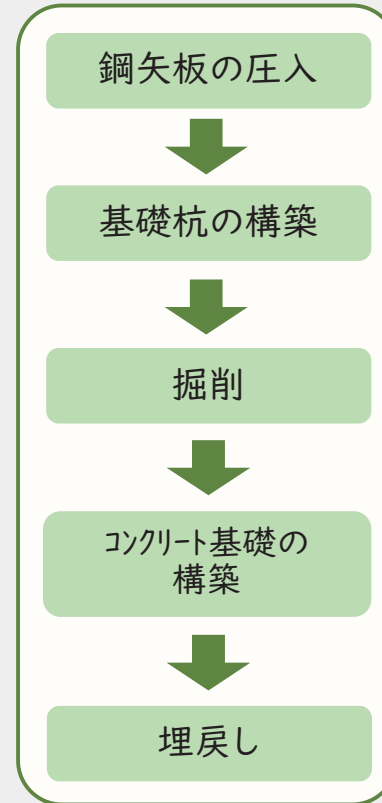 鋼矢板の圧入
基礎杭の構築
掘削
ｺﾝｸﾘｰﾄ基礎の
構築
埋戻し